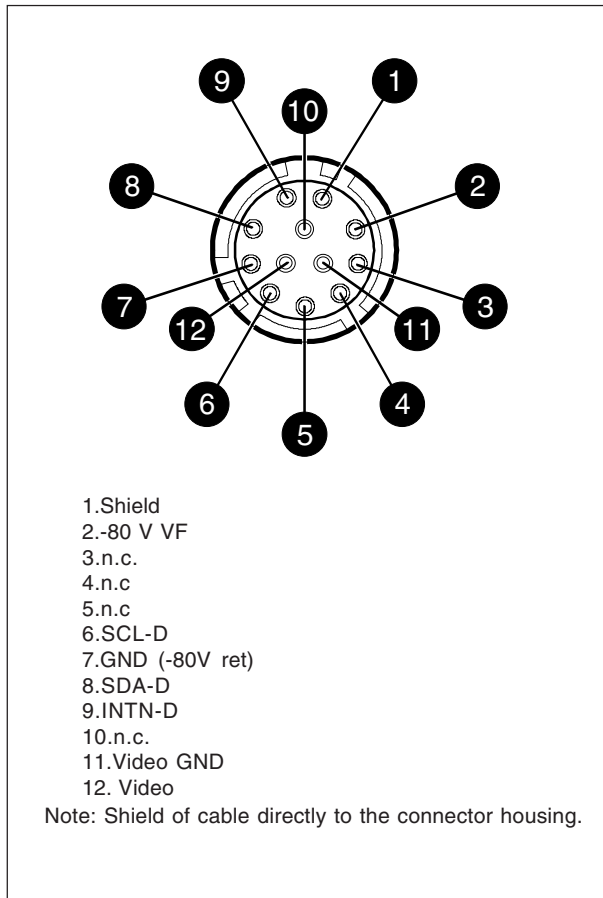 9
1
10
8
2
7
3
12
11
6
4
5
1.Shield
2.-80 V VF
3.n.c.
4.n.c
5.n.c
6.SCL-D
7.GND (-80V ret)
8.SDA-D
9.INTN-D
10.n.c.
11.Video GND
12. Video
Note: Shield of cable directly to the connector housing.